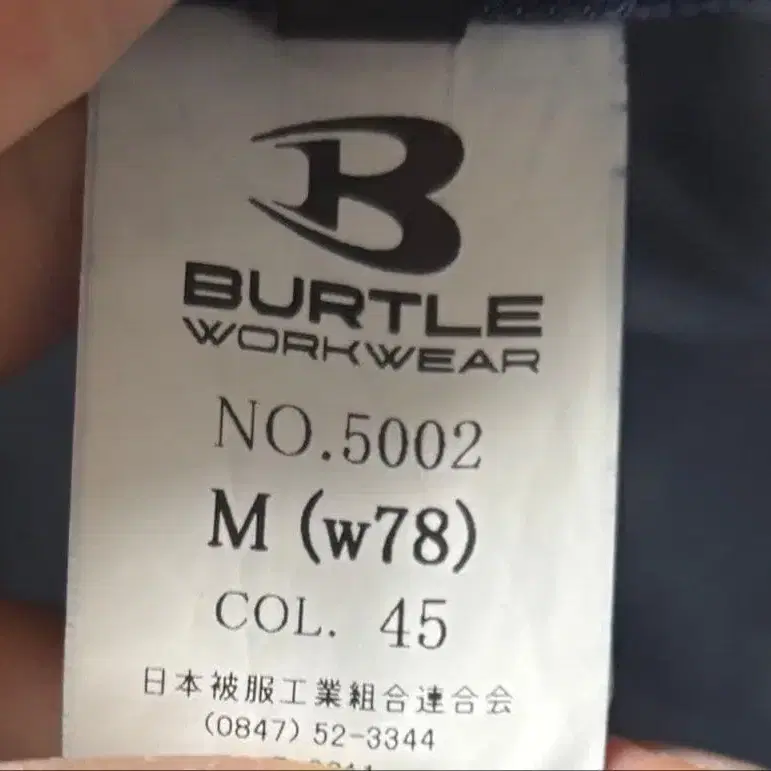 BURTLE
WORKWEAR
NO.5002
M (w78)
COL. 45
日本被服工業組合連合会
(0847) 52-3344